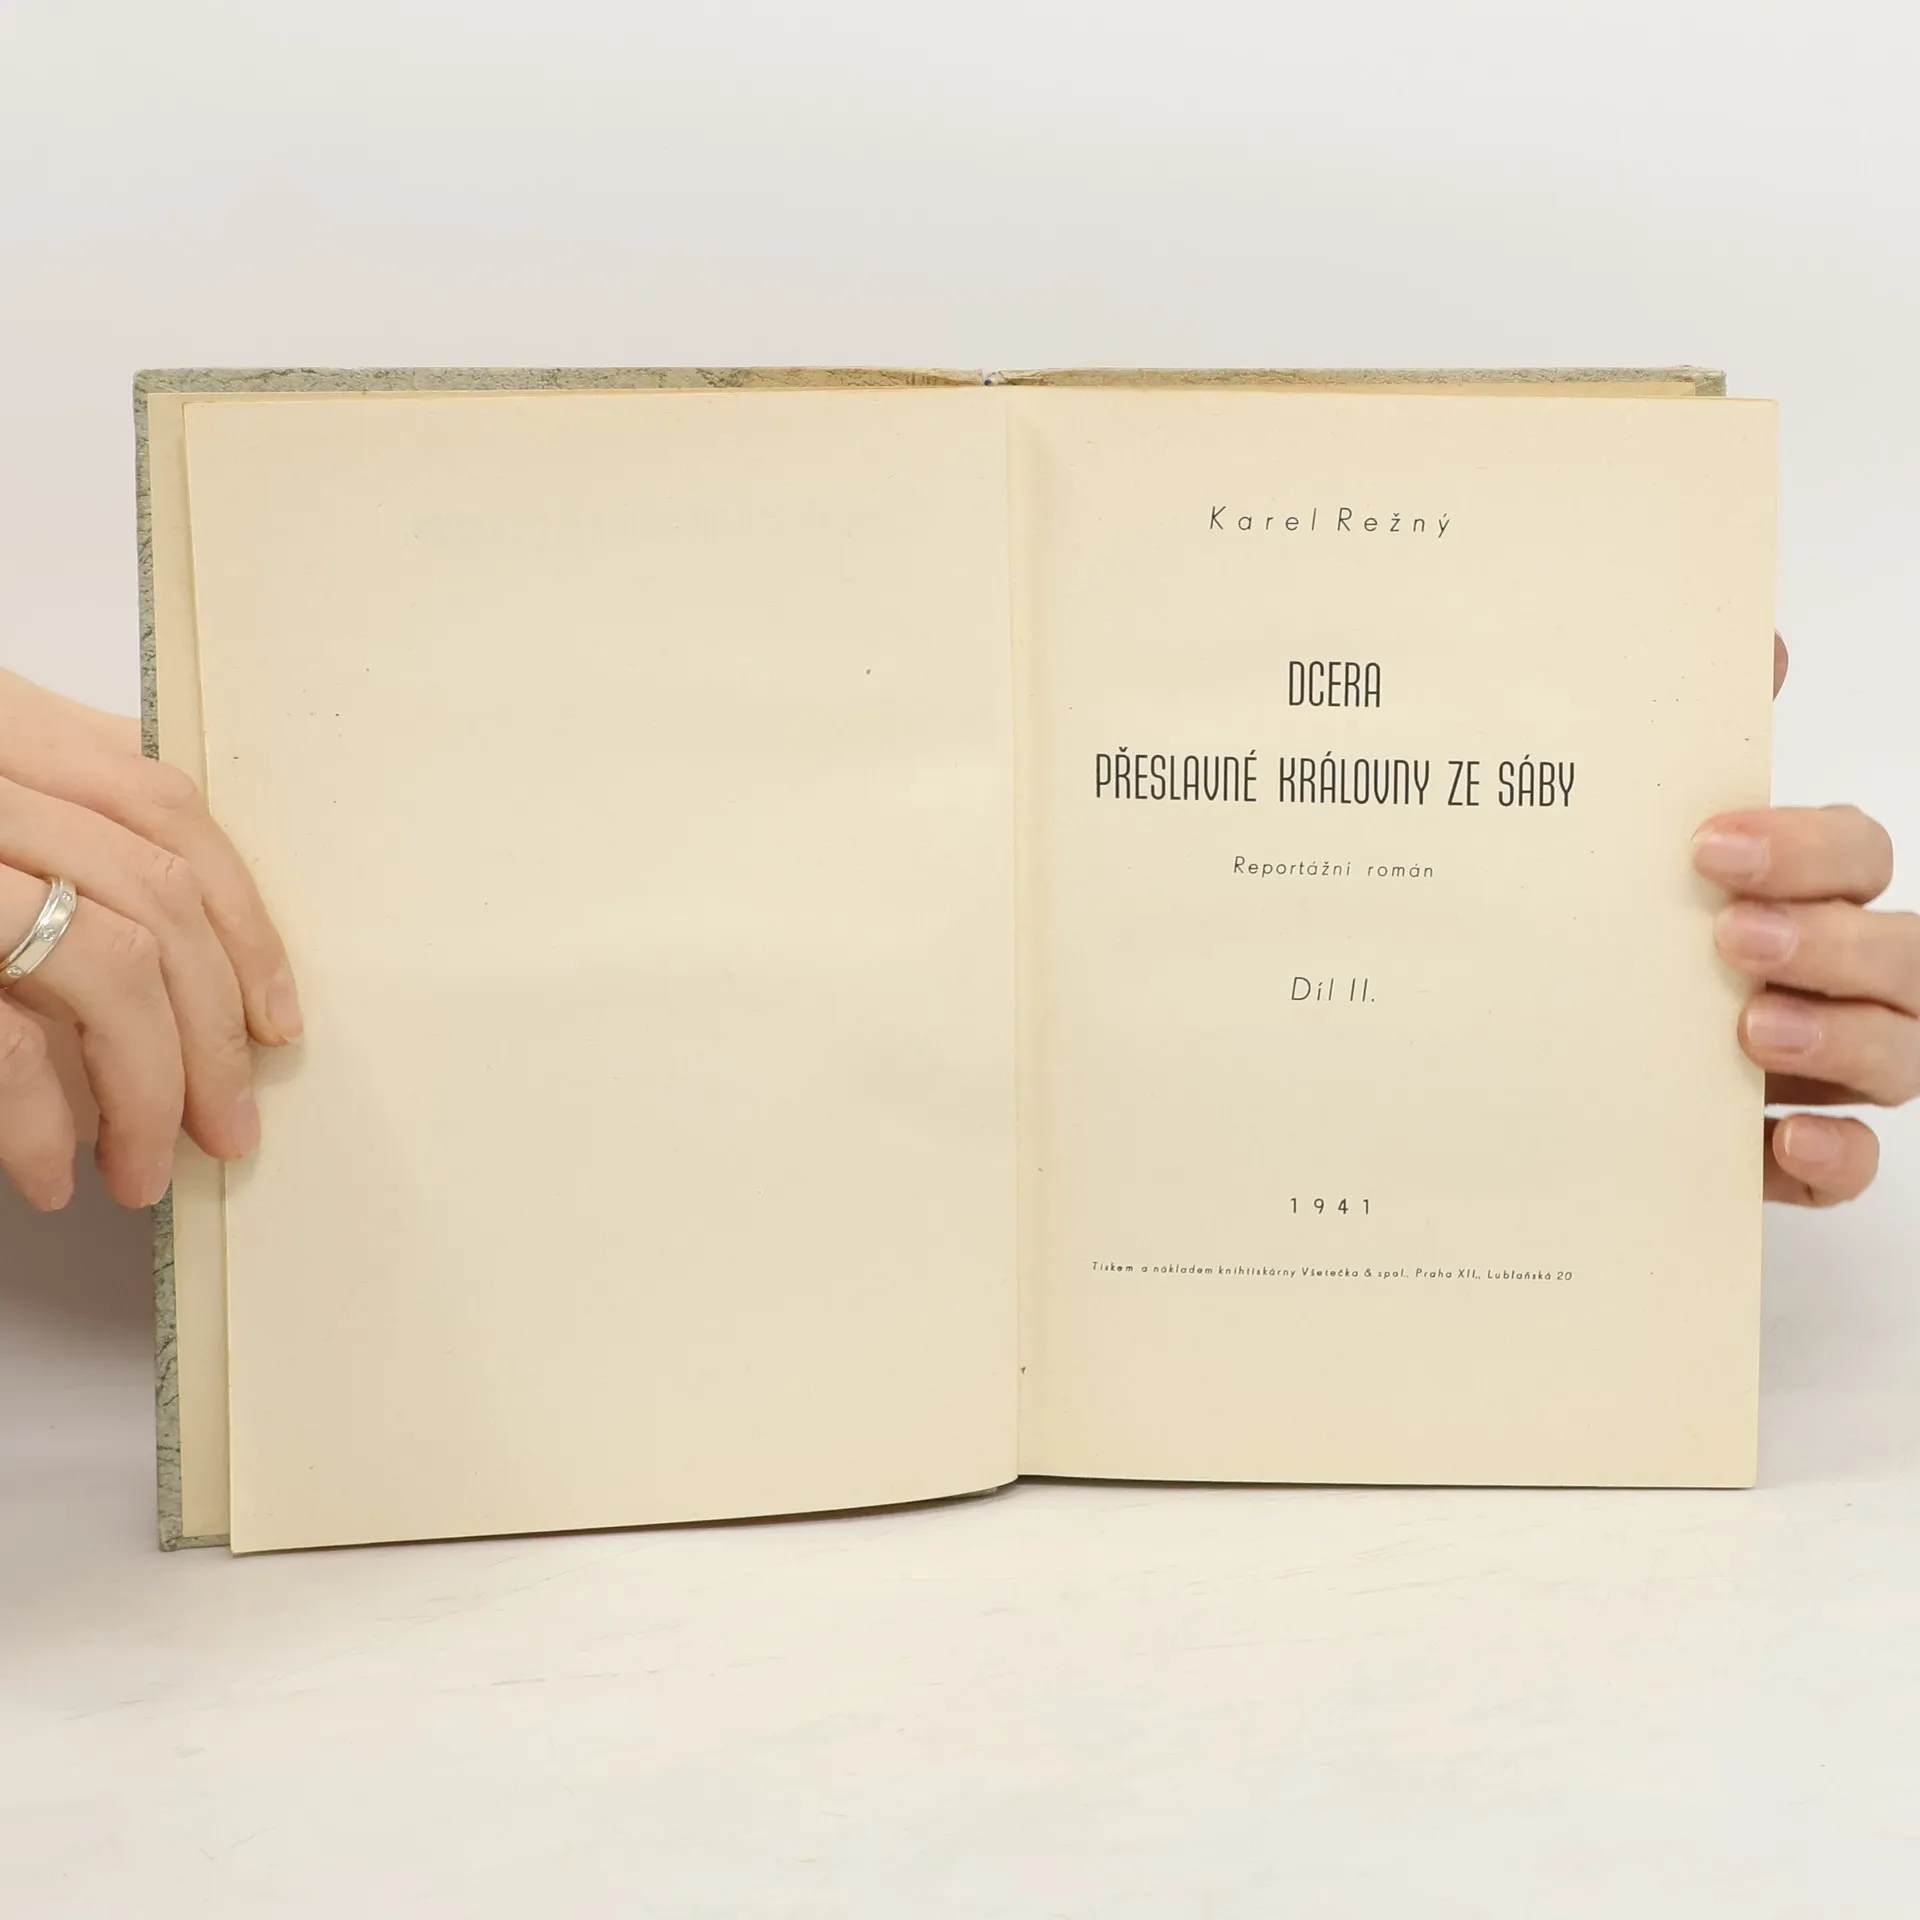 Karel Režný
DCERA
PŘESLAVNÉ KRÁLOVNY ZE SÁBY
Reportážní román
Díl II.
1941
Tiskem a nákladem knihtiskárny Všetečka & spol., Praha XII., Lublaňská 20